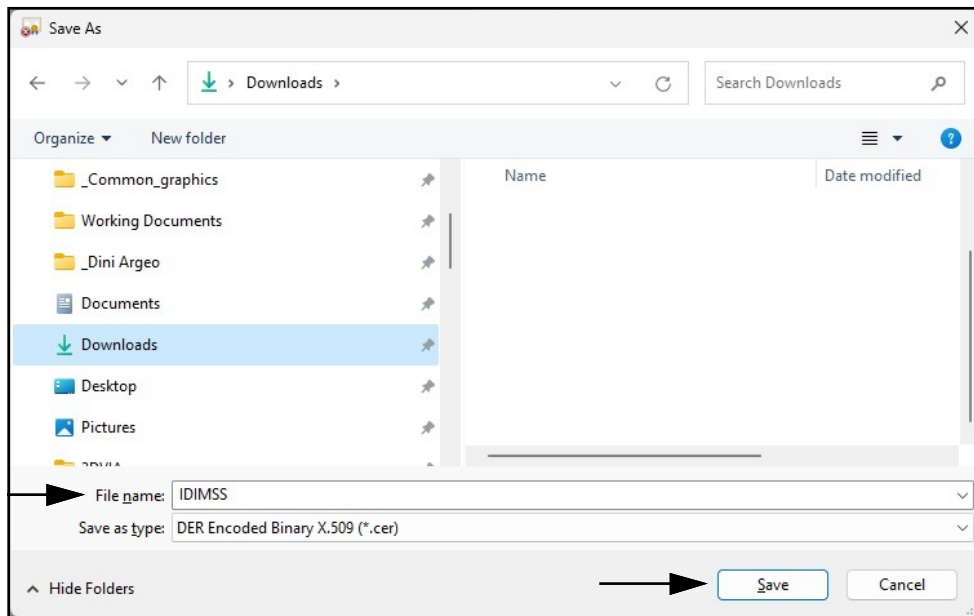 Save As
Downloads
Search Downloads
Organize
New folder
Name
Date modified
_Common_graphics
Working Documents
_Dini Argeo
Documents
Downloads
Desktop
Pictures
File name: IDIMSS
Save as type: DER Encoded Binary X.509 (*.cer)
Hide Folders
Save
Cancel